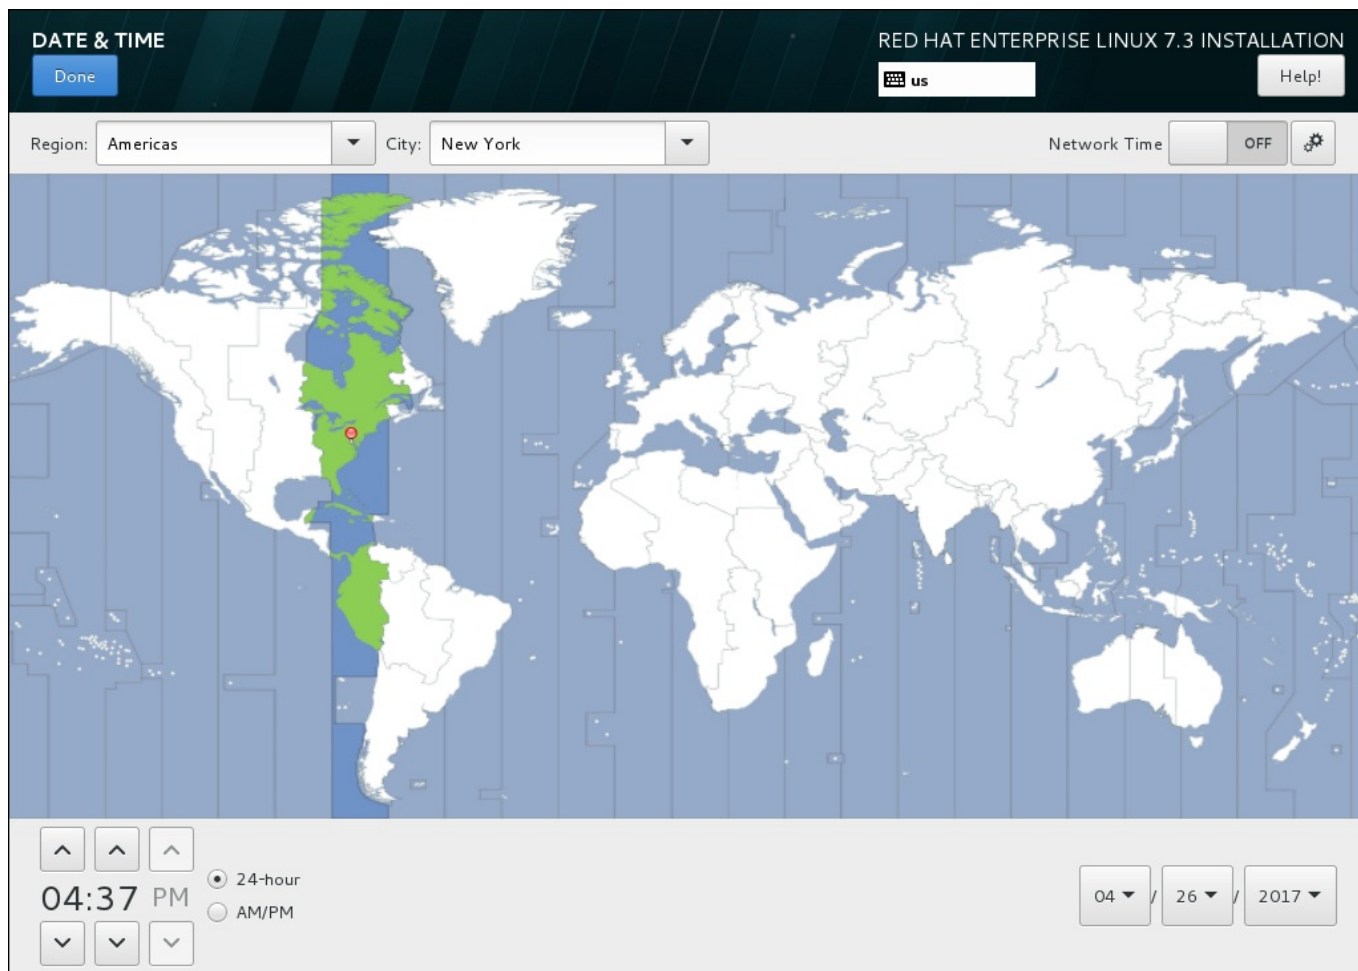 DATE & TIME
RED HAT ENTERPRISE LINUX 7.3 INSTALLATION
Done
us
Help!
Region: Americas City: New York Network Time OFF
24-hour
04:37 PM
AM/PM
04 / 26 / 2017